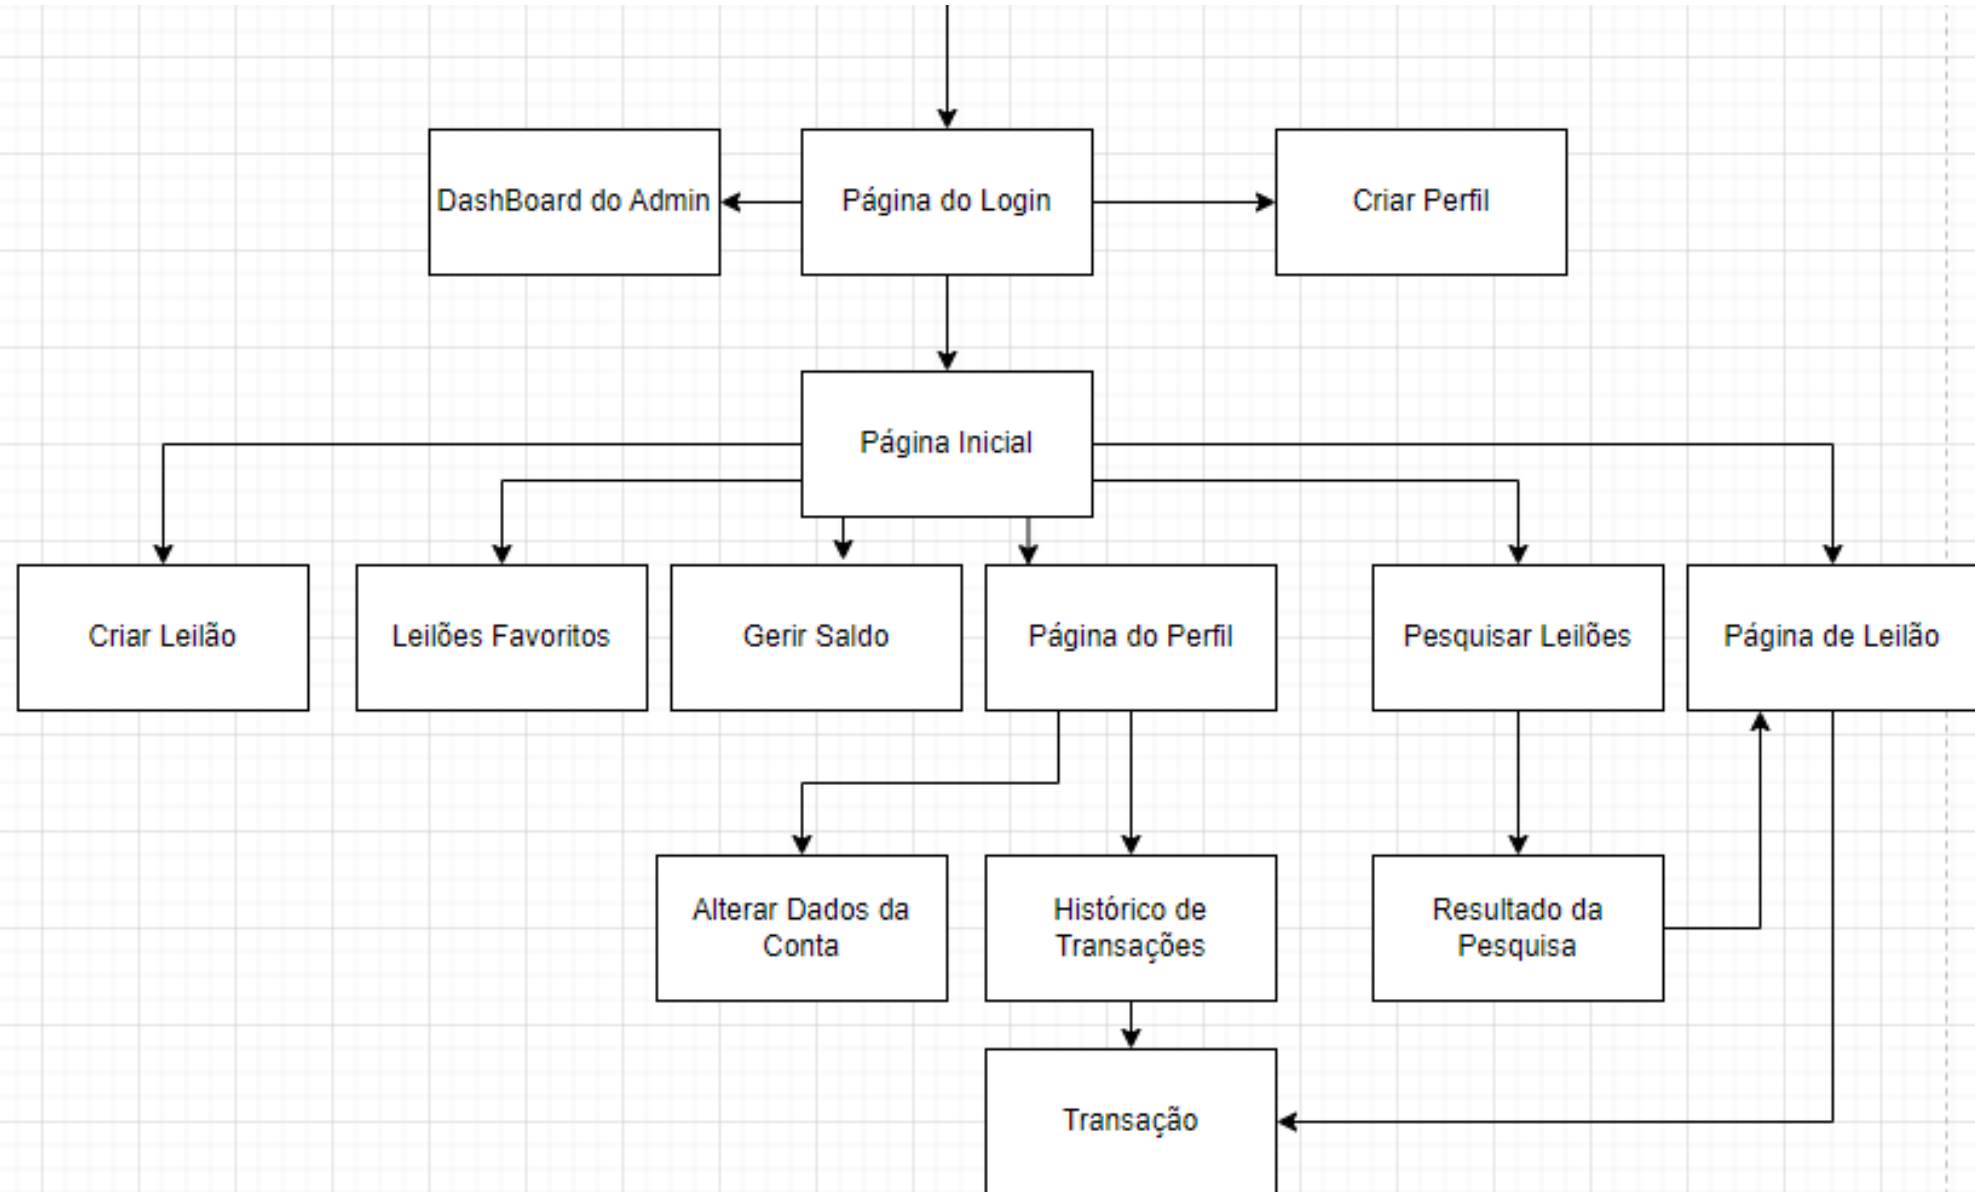 DashBoard do Admin
Página do Login
Criar Perfil
Página Inicial
Criar Leilão
Leilões Favoritos
Gerir Saldo
Página do Perfil
Pesquisar Leilões
Página de Leilão
Alterar Dados da
Conta
Histórico de
Transações
Resultado da
Pesquisa
Transação